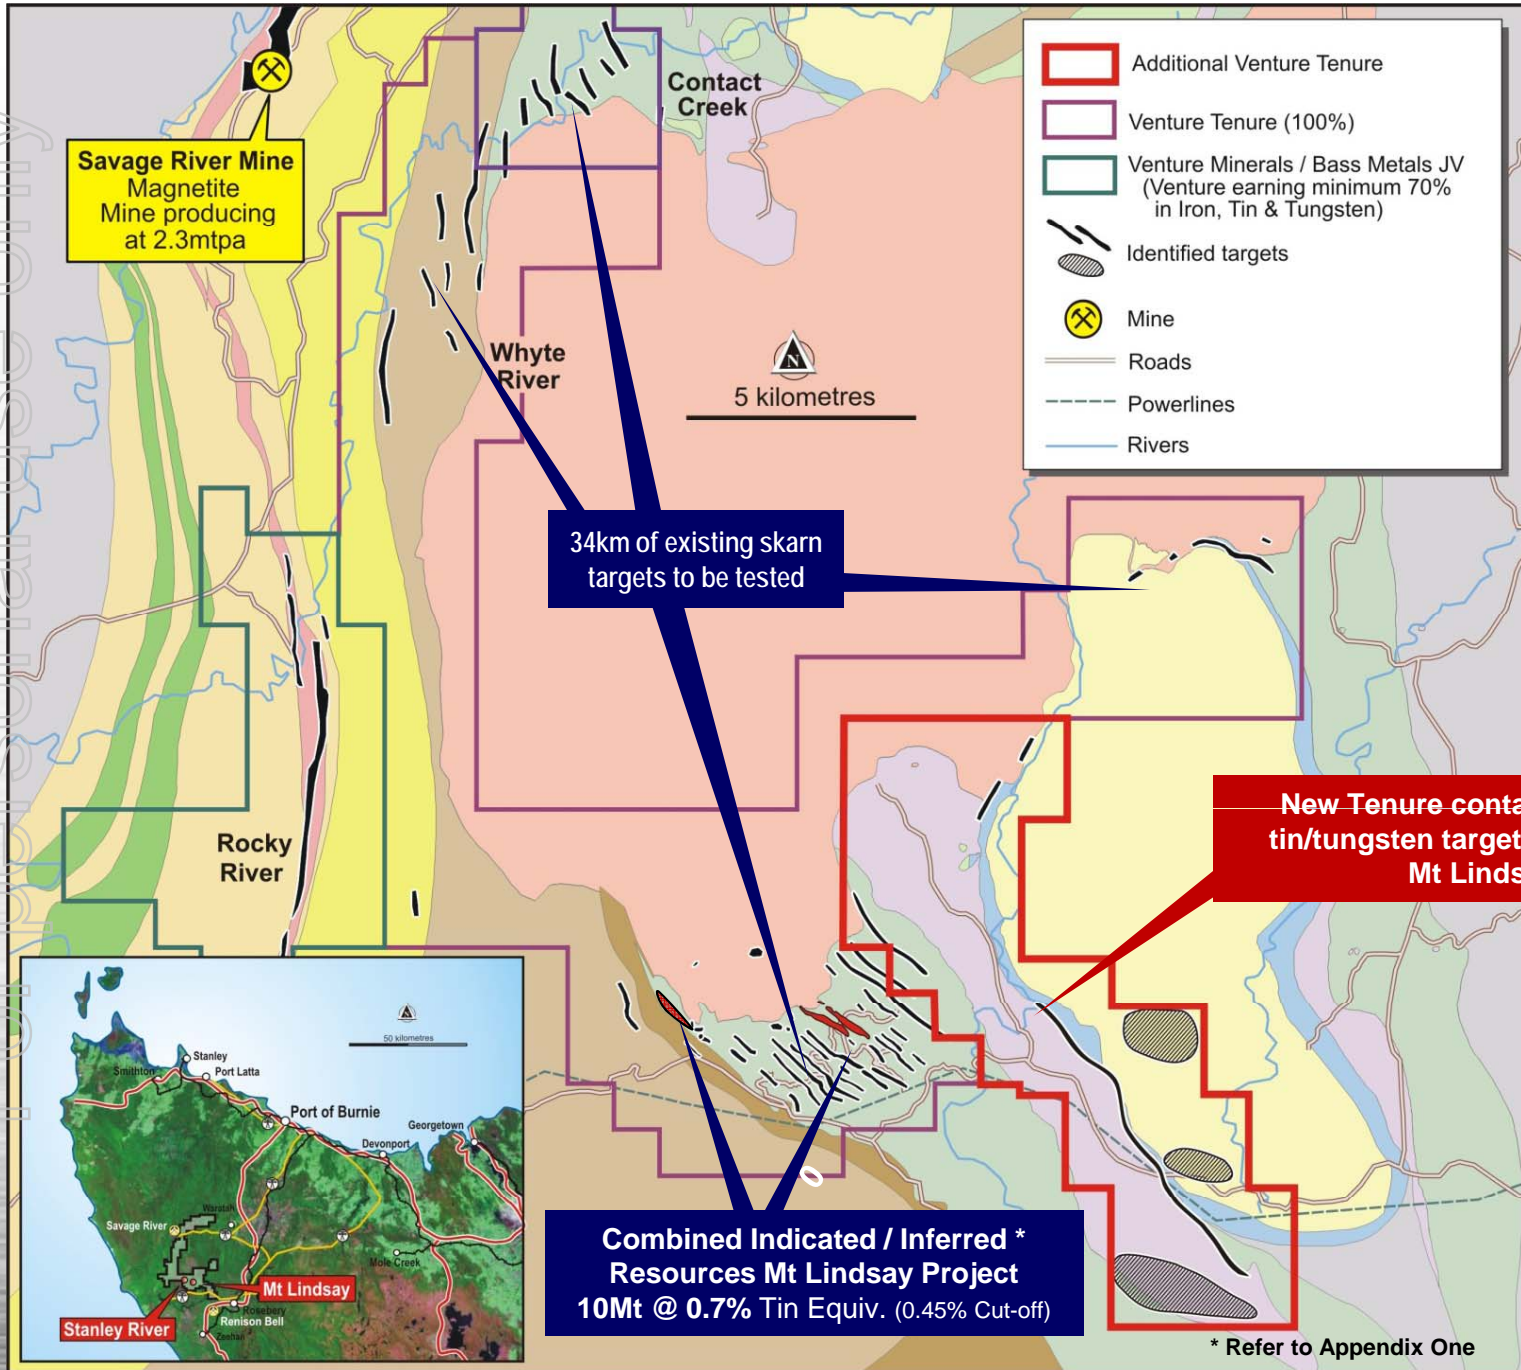 Savage River Mine
Magnetite
Mine producing
at 2.3mtpa
Contact
Creek
Additional Venture Tenure
Venture Tenure (100%)
Venture Minerals / Bass Metals JV
(Venture earning minimum 70%
in Iron, Tin & Tungsten)
Identified targets
Mine
Roads
Powerlines
Rivers
Whyte
River
N
5 kilometres
34km of existing skarn
targets to be tested
Rocky
River
New Tenure conta
tin/tungsten target
Mt Linds
50 kilometres
Stanley
Smithton
Port Latta
Port of Burnie
Georgetown
Devonport
Waratah
Savage River
Mole Creek
Mt Lindsay
Rosebery
Renison Bell
Stanley River
Zeehan
Combined Indicated / Inferred *
Resources Mt Lindsay Project
10Mt @ 0.7% Tin Equiv. (0.45% Cut-off)
* Refer to Appendix One